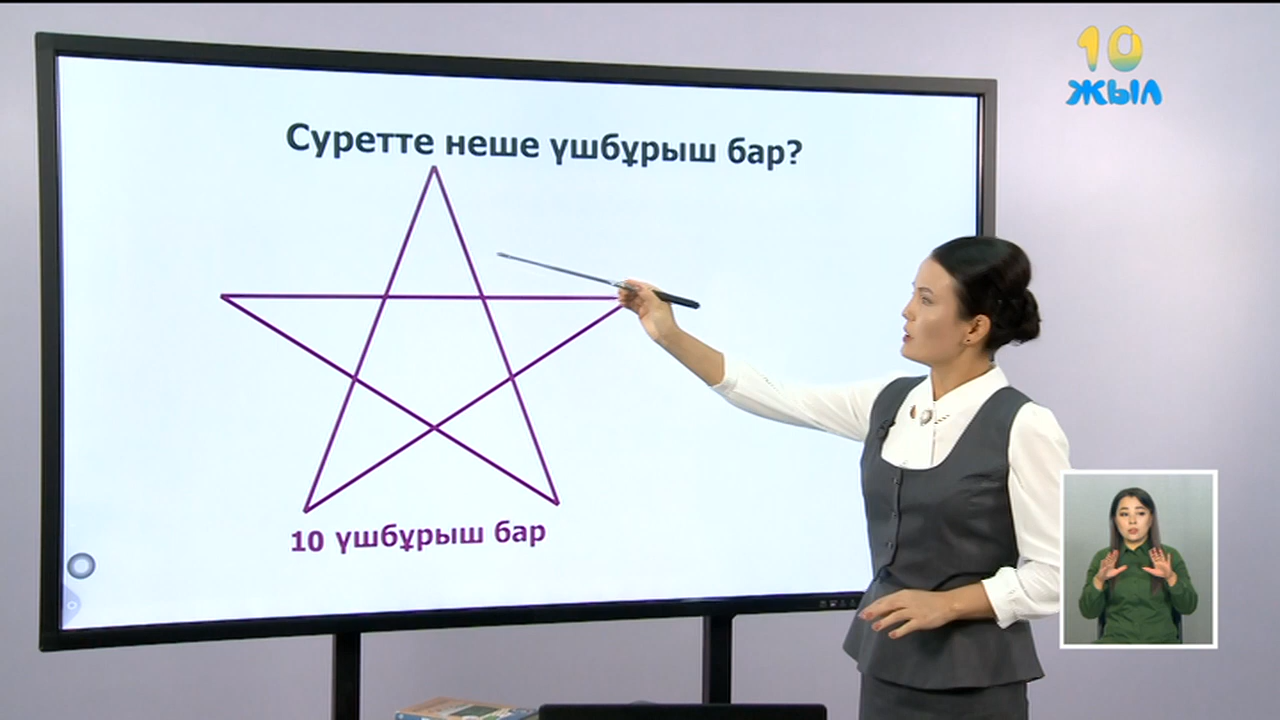 10
жыл
Суретте неше үшбұрыш бар?
10 үшбұрыш бар